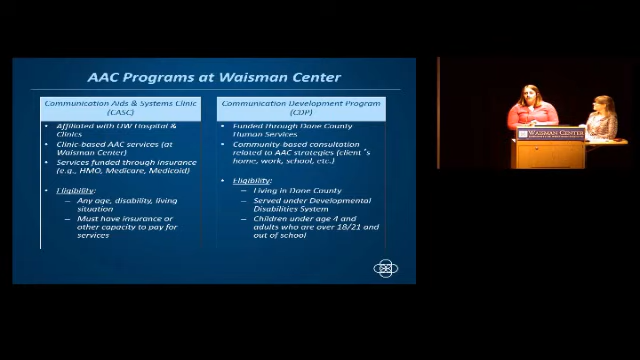 AAC Programs at Waisman Center
Communication Aids & Systems Clinic
(CASC)
• Affiliated with UW Hospital &
Clinics
• Clinic-based AAC services (at
Waisman Center)
• Services funded through insurance
(e.g., HMO, Medicare, Medicaid)
• Eligibility:
– Any age, disability, living
situation
– Must have insurance or
other capacity to pay for
services
Communication Development Program
(CDP)
• Funded through Dane County
Human Services
• Community-based consultation
related to AAC strategies (client's
home, work, school, etc.)
• Eligibility:
– Living in Dane County
– Served under Developmental
Disabilities System
– Children under age 4 and
adults who are over 18/21 and
out of school
WAISMAN CENTER